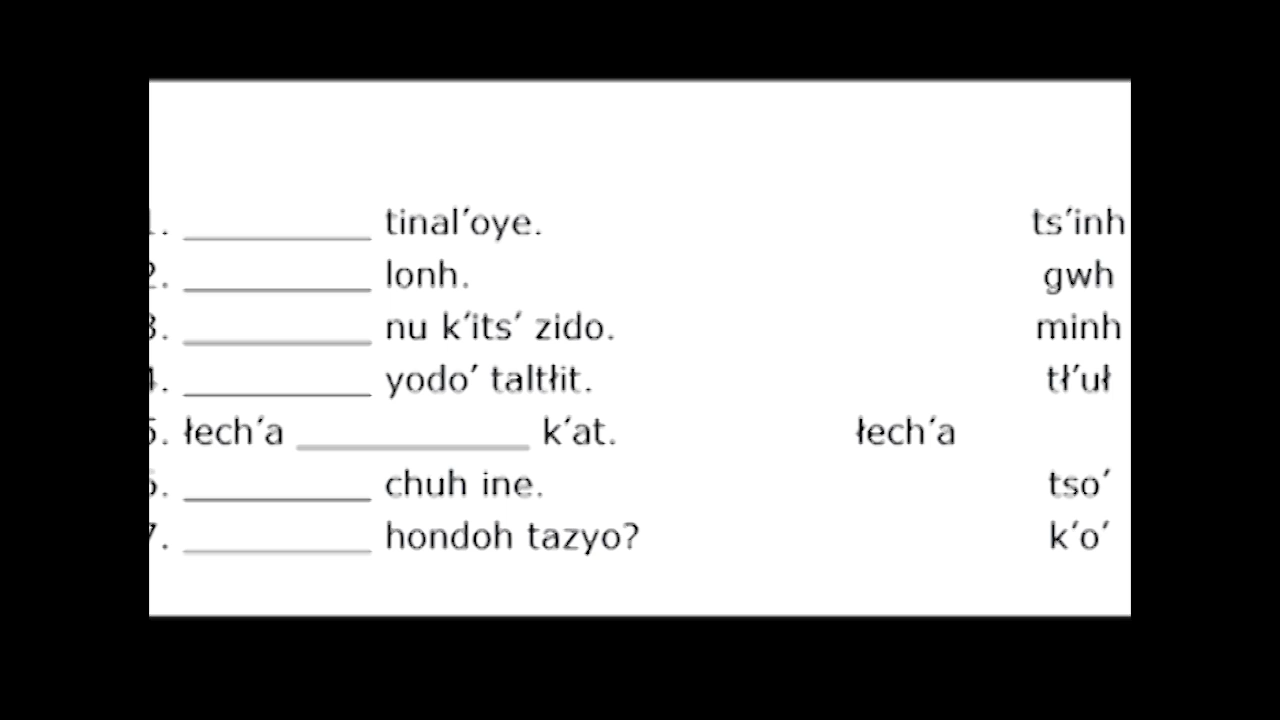 1. __________ tinal′oye. ts′inh
2. __________ lonh. gwh
3. __________ nu k′its′ zido. minh
4. __________ yodo′ taltłit. tł′uł
5. łech′a ____________ k′at. łech′a
6. __________ chuh ine. tso′
7. __________ hondoh tazyo? k′o′